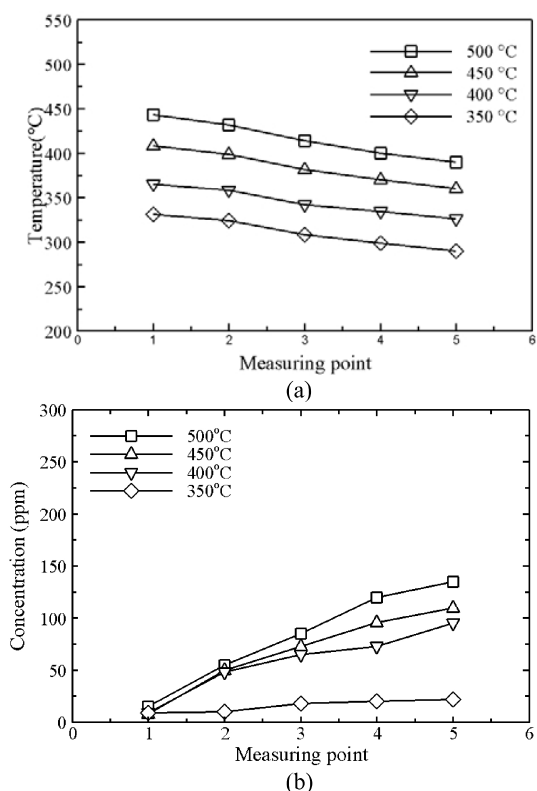 550
500
450
400
350
300
250
200
0
1
2
3
4
5
6
Temperature(°C)
Measuring point
500 °C
450 °C
400 °C
350 °C
(a)
300
250
200
150
100
50
0
0
1
2
3
4
5
6
Concentration (ppm)
Measuring point
500°C
450°C
400°C
350°C
(b)